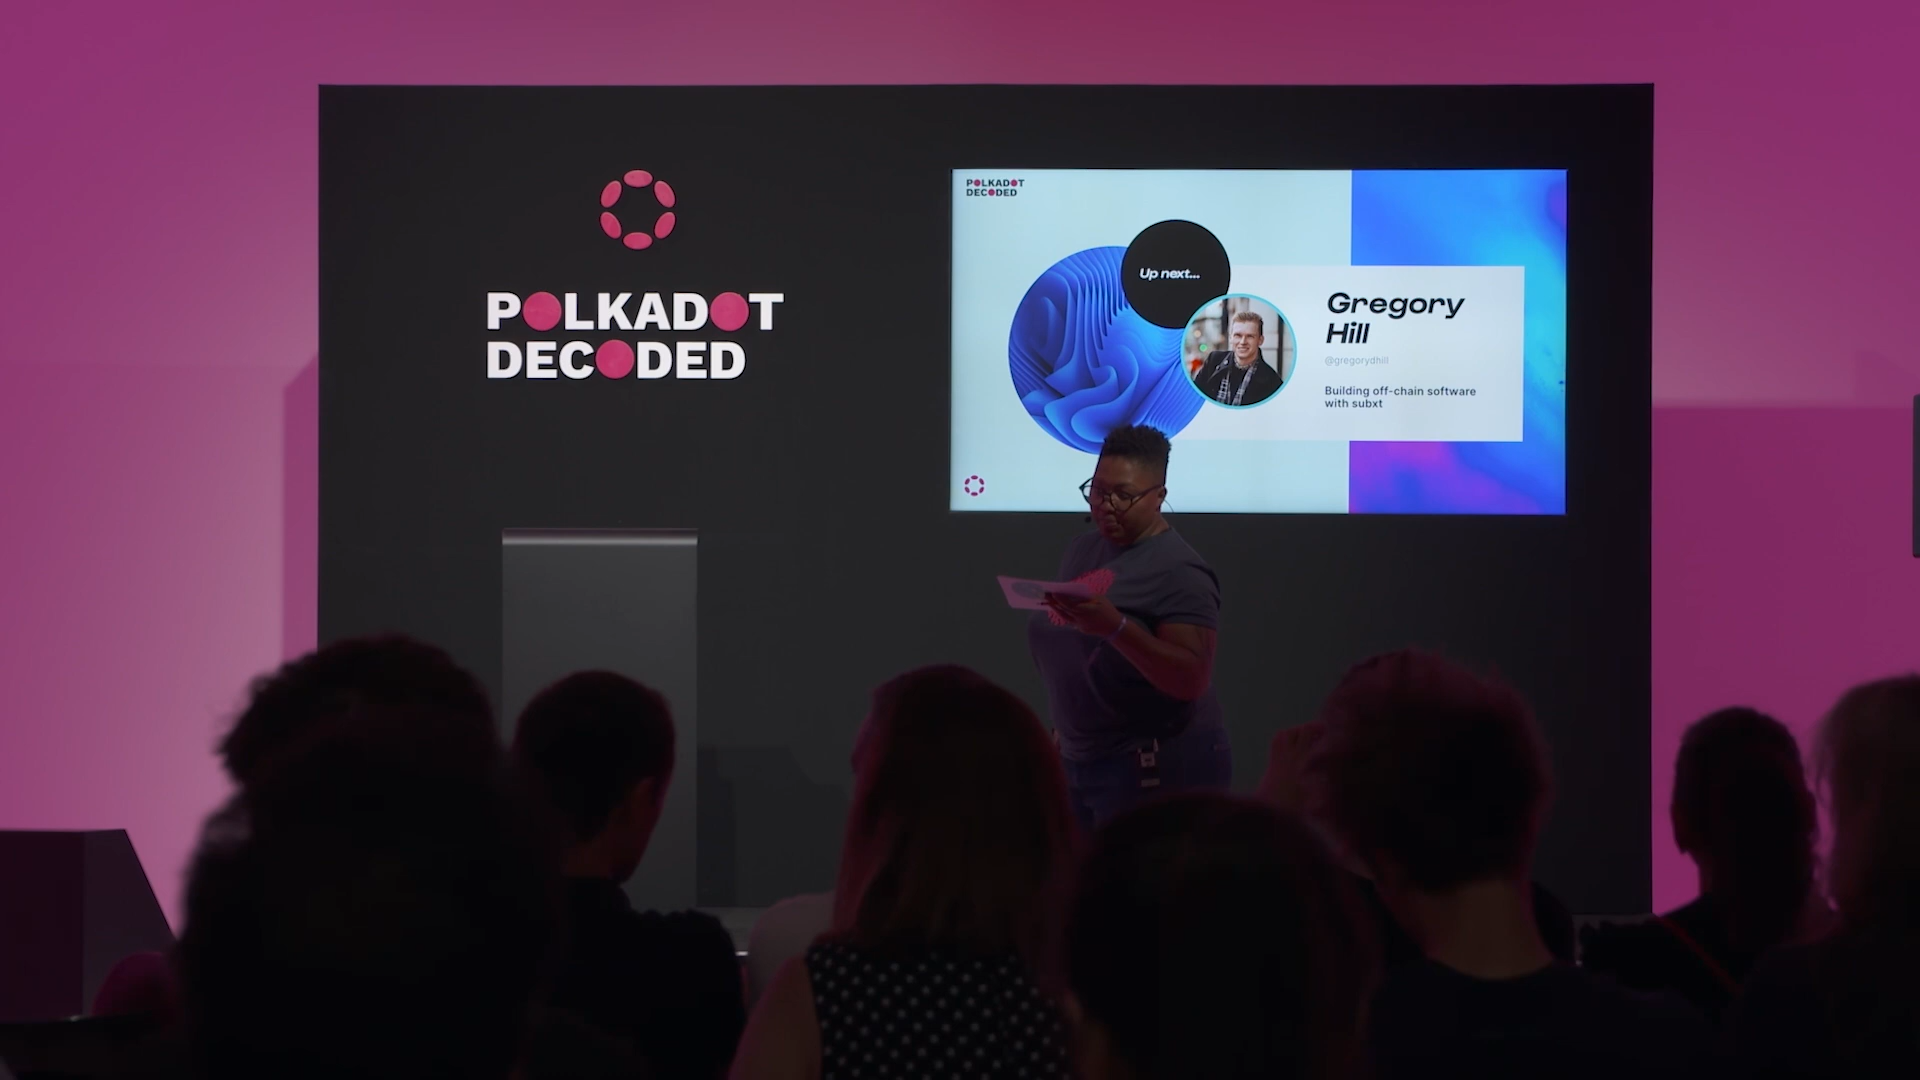 POLKADOT
DECODED
POLKADOT
DECODED
Up next...
Gregory
Hill
@gregorydhill
Building off-chain software
with subxt